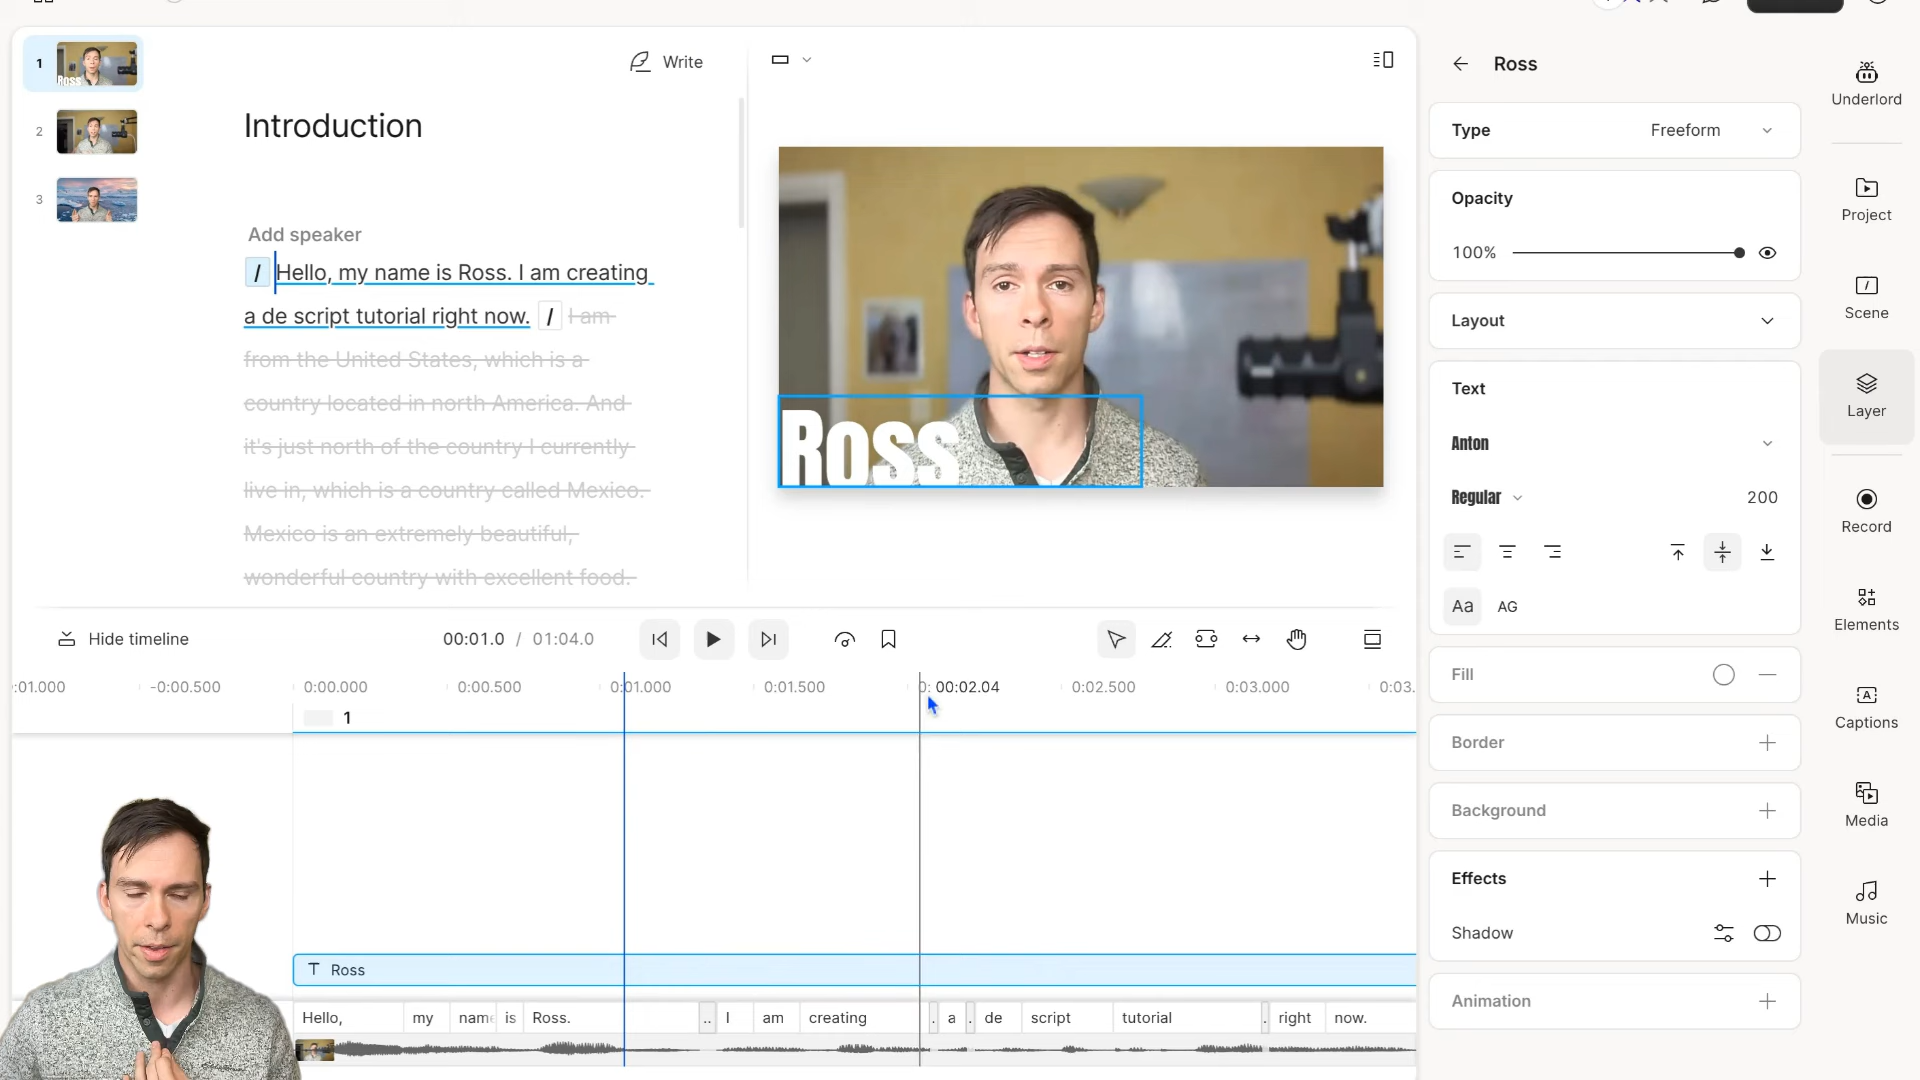 1
Ross
2
3
Write
Introduction
Add speaker
/ Hello, my name is Ross. I am creating
a de script tutorial right now. / I am
from the United States, which is a
country located in north America. And
it's just north of the country I currently
live in, which is a country called Mexico.
Mexico is an extremely beautiful,
wonderful country with excellent food.
Ross
Ross
Type
Freeform
Opacity
100%
Layout
Text
Anton
Regular
200
Aa
AG
Fill
Border
Background
Effects
Shadow
Animation
Underlord
Project
Scene
Layer
Record
Elements
Captions
Media
Music
Hide timeline
00:01.0 / 01:04.0
:01.000 -0:00.500 0:00.000 0:00.500 0:01.000 0:01.500 0: 00:02.04 0:02.500 0:03.000 0:03.
1
T Ross
Hello, my name is Ross. .. I am creating . a . de script tutorial . right now.